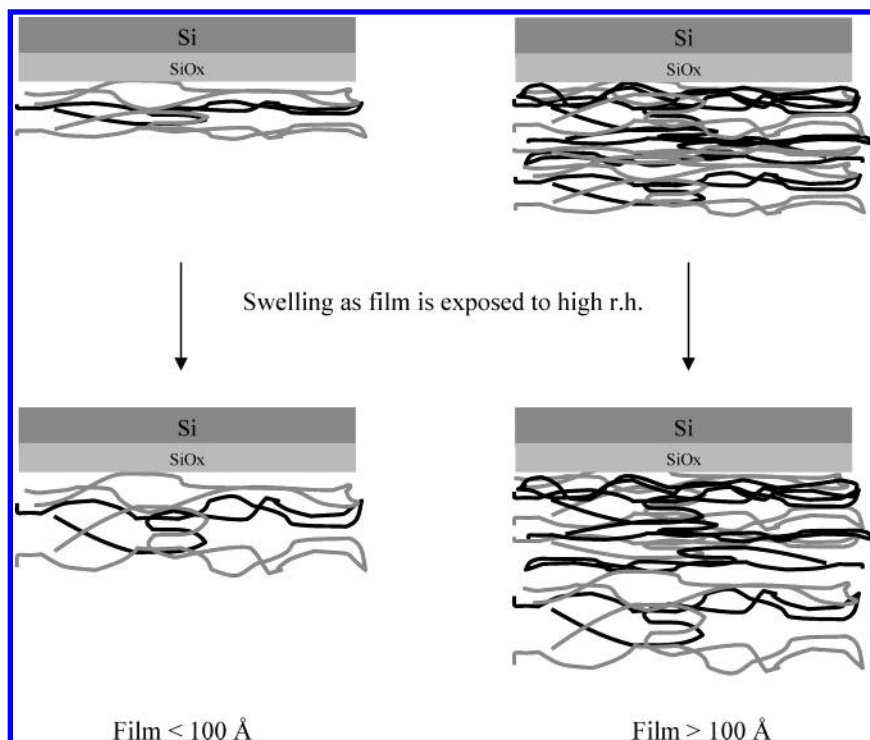 Si
Si
SiOx
SiOx
Swelling as film is exposed to high r.h.
Si
Si
SiOx
SiOx
Film < 100 Å
Film > 100 Å